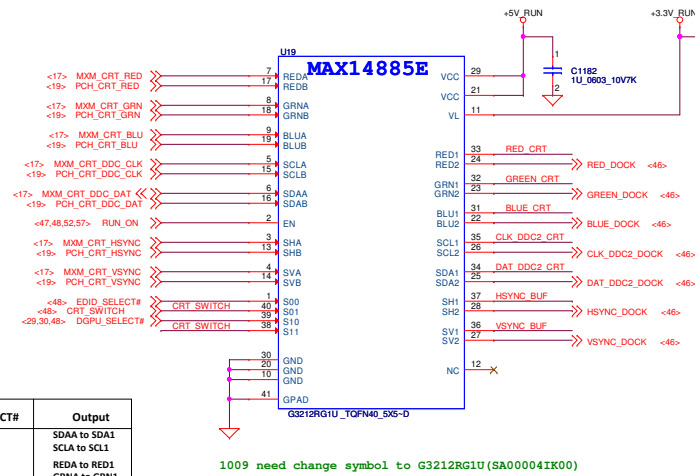 +5V_RUN
+3.3V_RUN
U19
MAX14885E
1
C1182
1U_0603_10V7K
2
<17> MXM_CRT_RED 7 REDA
<19> PCH_CRT_RED 17 REDB
<17> MXM_CRT_GRN 8 GRNA
<19> PCH_CRT_GRN 18 GRNB
<17> MXM_CRT_BLU 9 BLUA
<19> PCH_CRT_BLU 19 BLUB
<17> MXM_CRT_DDC_CLK 5 SCLA
<19> PCH_CRT_DDC_CLK 15 SCLB
<17> MXM_CRT_DDC_DAT 6 SDAA
<19> PCH_CRT_DDC_DAT 16 SDAB
<47,48,52,57> RUN_ON 2 EN
<17> MXM_CRT_HSYNC 3 SHA
<19> PCH_CRT_HSYNC 13 SHB
<17> MXM_CRT_VSYNC 4 SVA
<19> PCH_CRT_VSYNC 14 SVB
<48> EDID_SELECT# 1 S00
<48> CRT_SWITCH CRT_SWITCH 40 S01
<29,30,48> DGPU_SELECT# 39 S10
CRT_SWITCH 38 S11
30 GND
20 GND
10 GND
41 GPAD
VCC 29
VCC 21
VL 11
RED1 33 RED_CRT
RED2 24 RED_DOCK <46>
GRN1 32 GREEN_CRT
GRN2 23 GREEN_DOCK <46>
BLU1 31 BLUE_CRT
BLU2 22 BLUE_DOCK <46>
SCL1 35 CLK_DDC2_CRT
SCL2 26 CLK_DDC2_DOCK <46>
SDA1 34 DAT_DDC2_CRT
SDA2 25 DAT_DDC2_DOCK <46>
SH1 37 HSYNC_BUF
SH2 28 HSYNC_DOCK <46>
SV1 36 VSYNC_BUF
SV2 27 VSYNC_DOCK <46>
NC 12
G3212RG1U_TQFN40_5X5~D
CT# Output
SDAA to SDA1
SCLA to SCL1
REDA to RED1
GRNA to GRN1
1009 need change symbol to G3212RG1U(SA00004IK00)